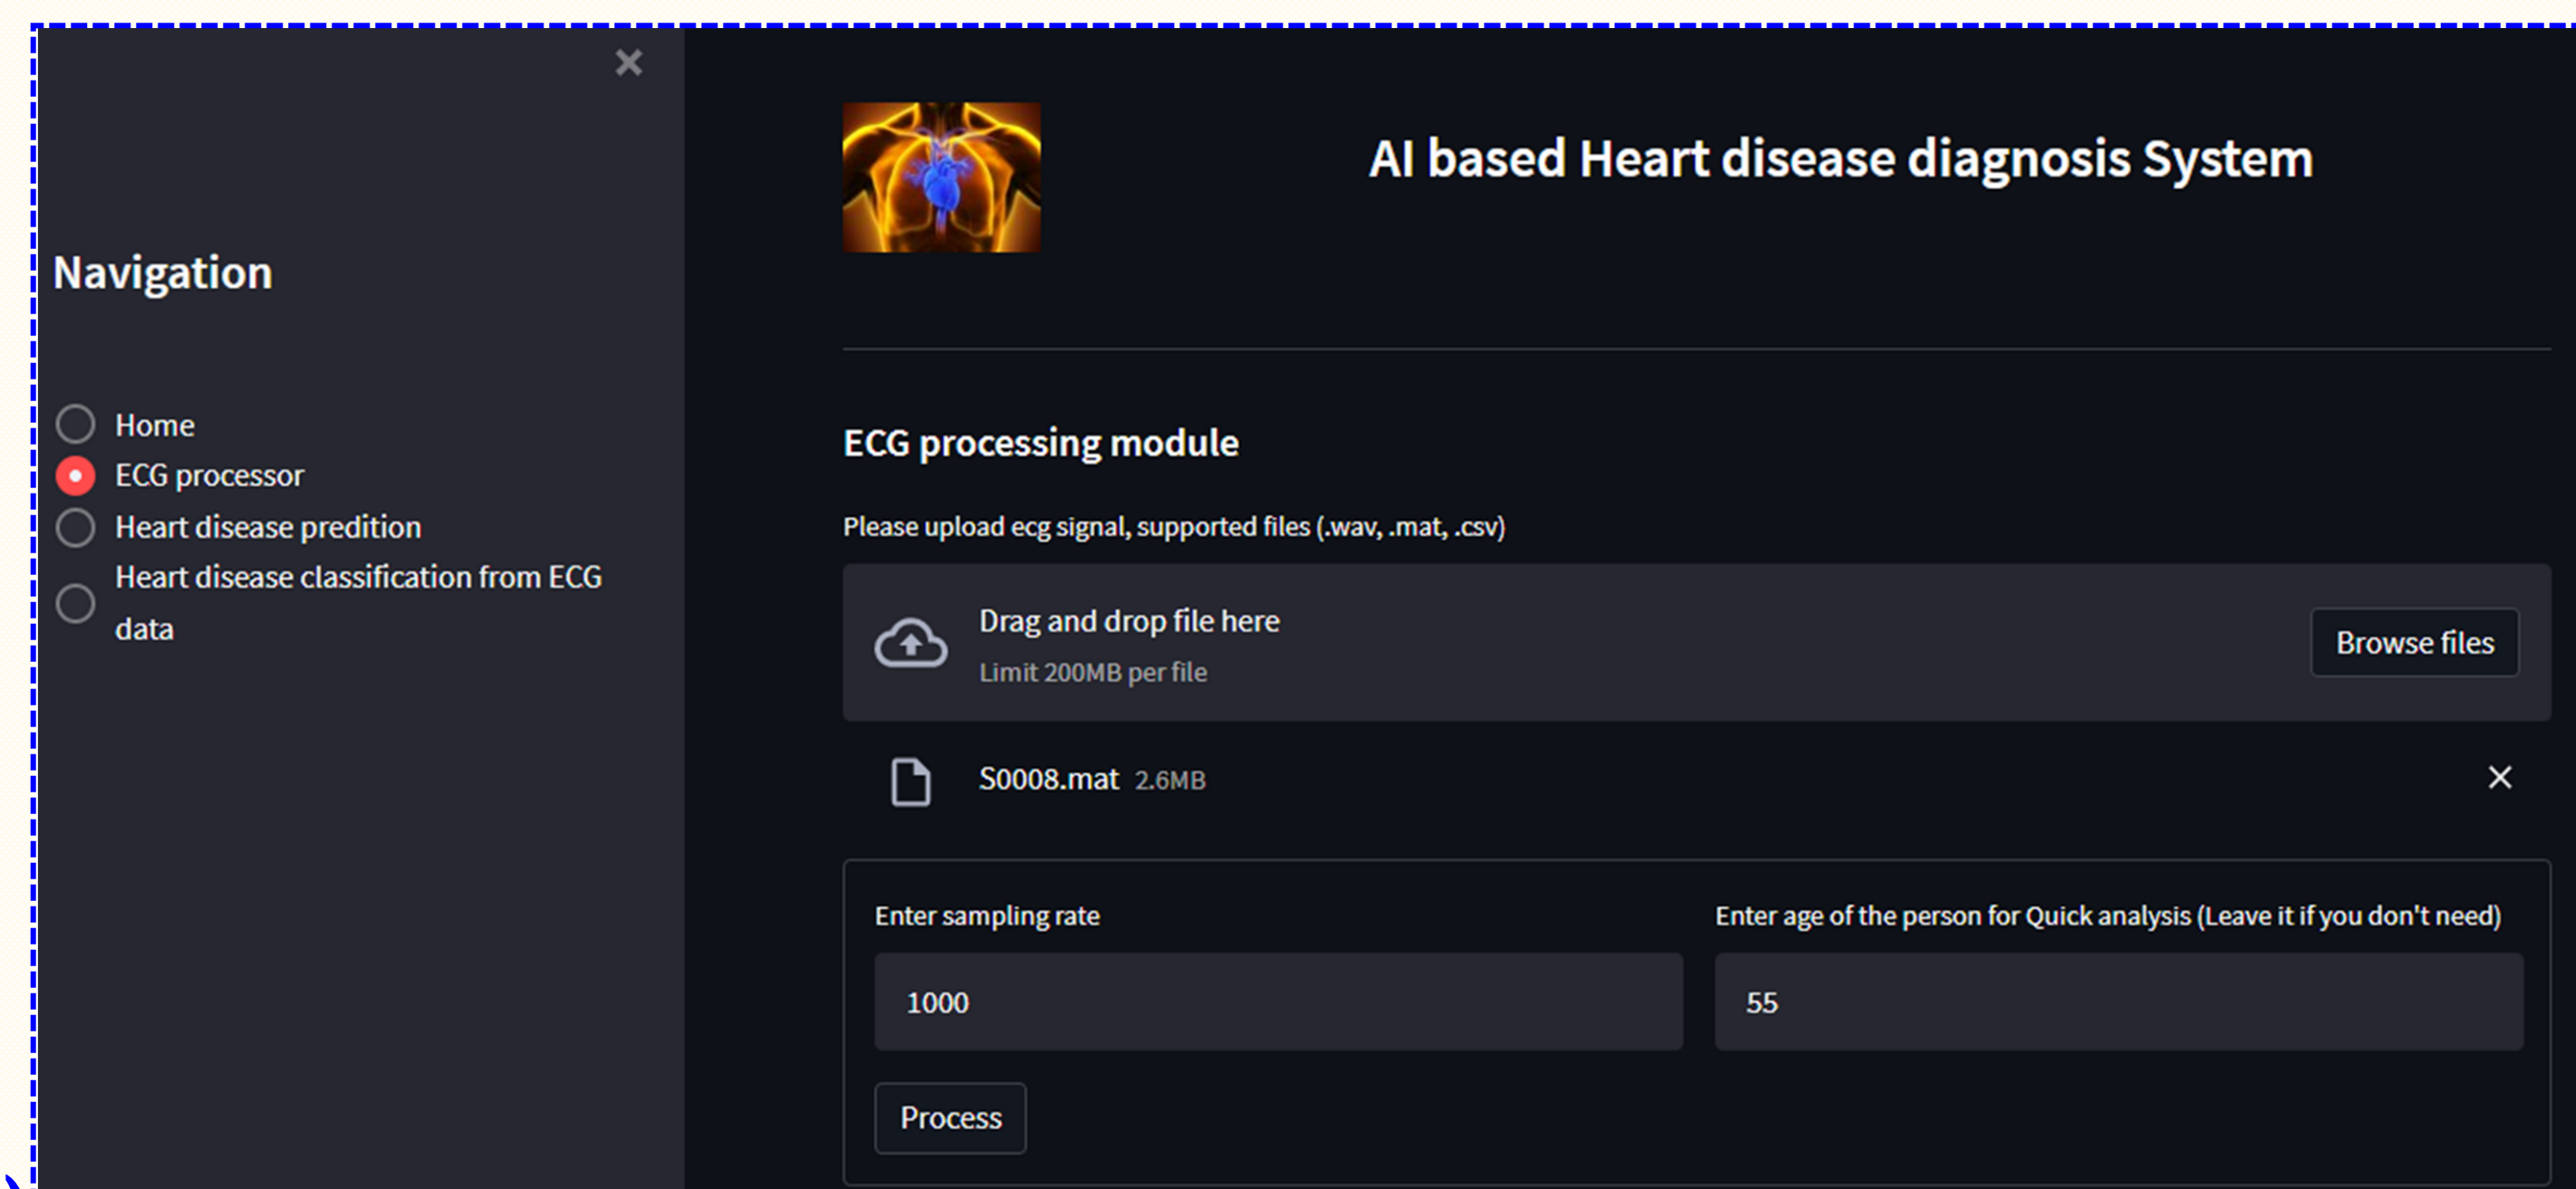 AI based Heart disease diagnosis System
Navigation
Home
ECG processor
Heart disease predition
Heart disease classification from ECG
data
ECG processing module
Please upload ecg signal, supported files (.wav, .mat, .csv)
Drag and drop file here
Limit 200MB per file
Browse files
S0008.mat 2.6MB
Enter sampling rate
Enter age of the person for Quick analysis (Leave it if you don't need)
1000
55
Process